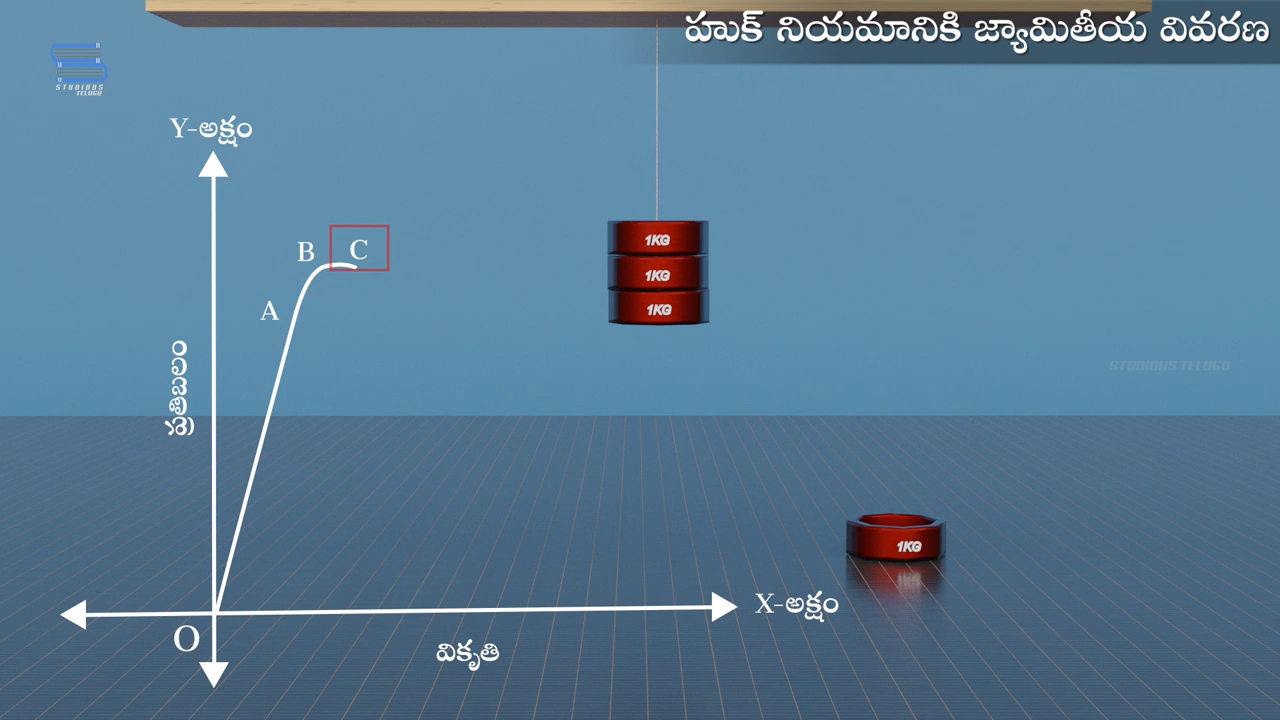 హుక్ నియమానికి జ్యామితీయ వివరణ
STUDIOUS
TELUGU
Y-అక్షం
B
C
A
ప్రతిబలం
O
X-అక్షం
వికృతి
1KG
1KG
1KG
1KG
STUDIOUS TELUGU